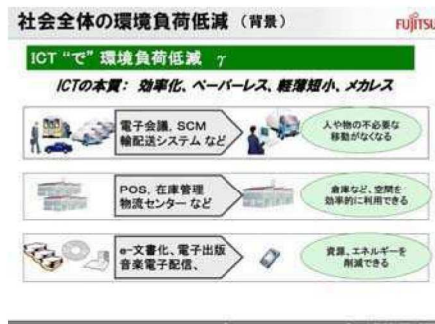 社会全体の環境負荷低減（背景）
FUJITSU
ICT“で”環境負荷低減 γ
ICTの本質： 効率化、ペーパーレス、軽薄短小、メカレス
電子会議、SCM
輸配送システム など
人や物の不必要な
移動がなくなる
POS、在庫管理
物流センター など
倉庫など、空間を
効率的に利用できる
e-文書化、電子出版
音楽電子配信、
資源、エネルギーを
削減できる